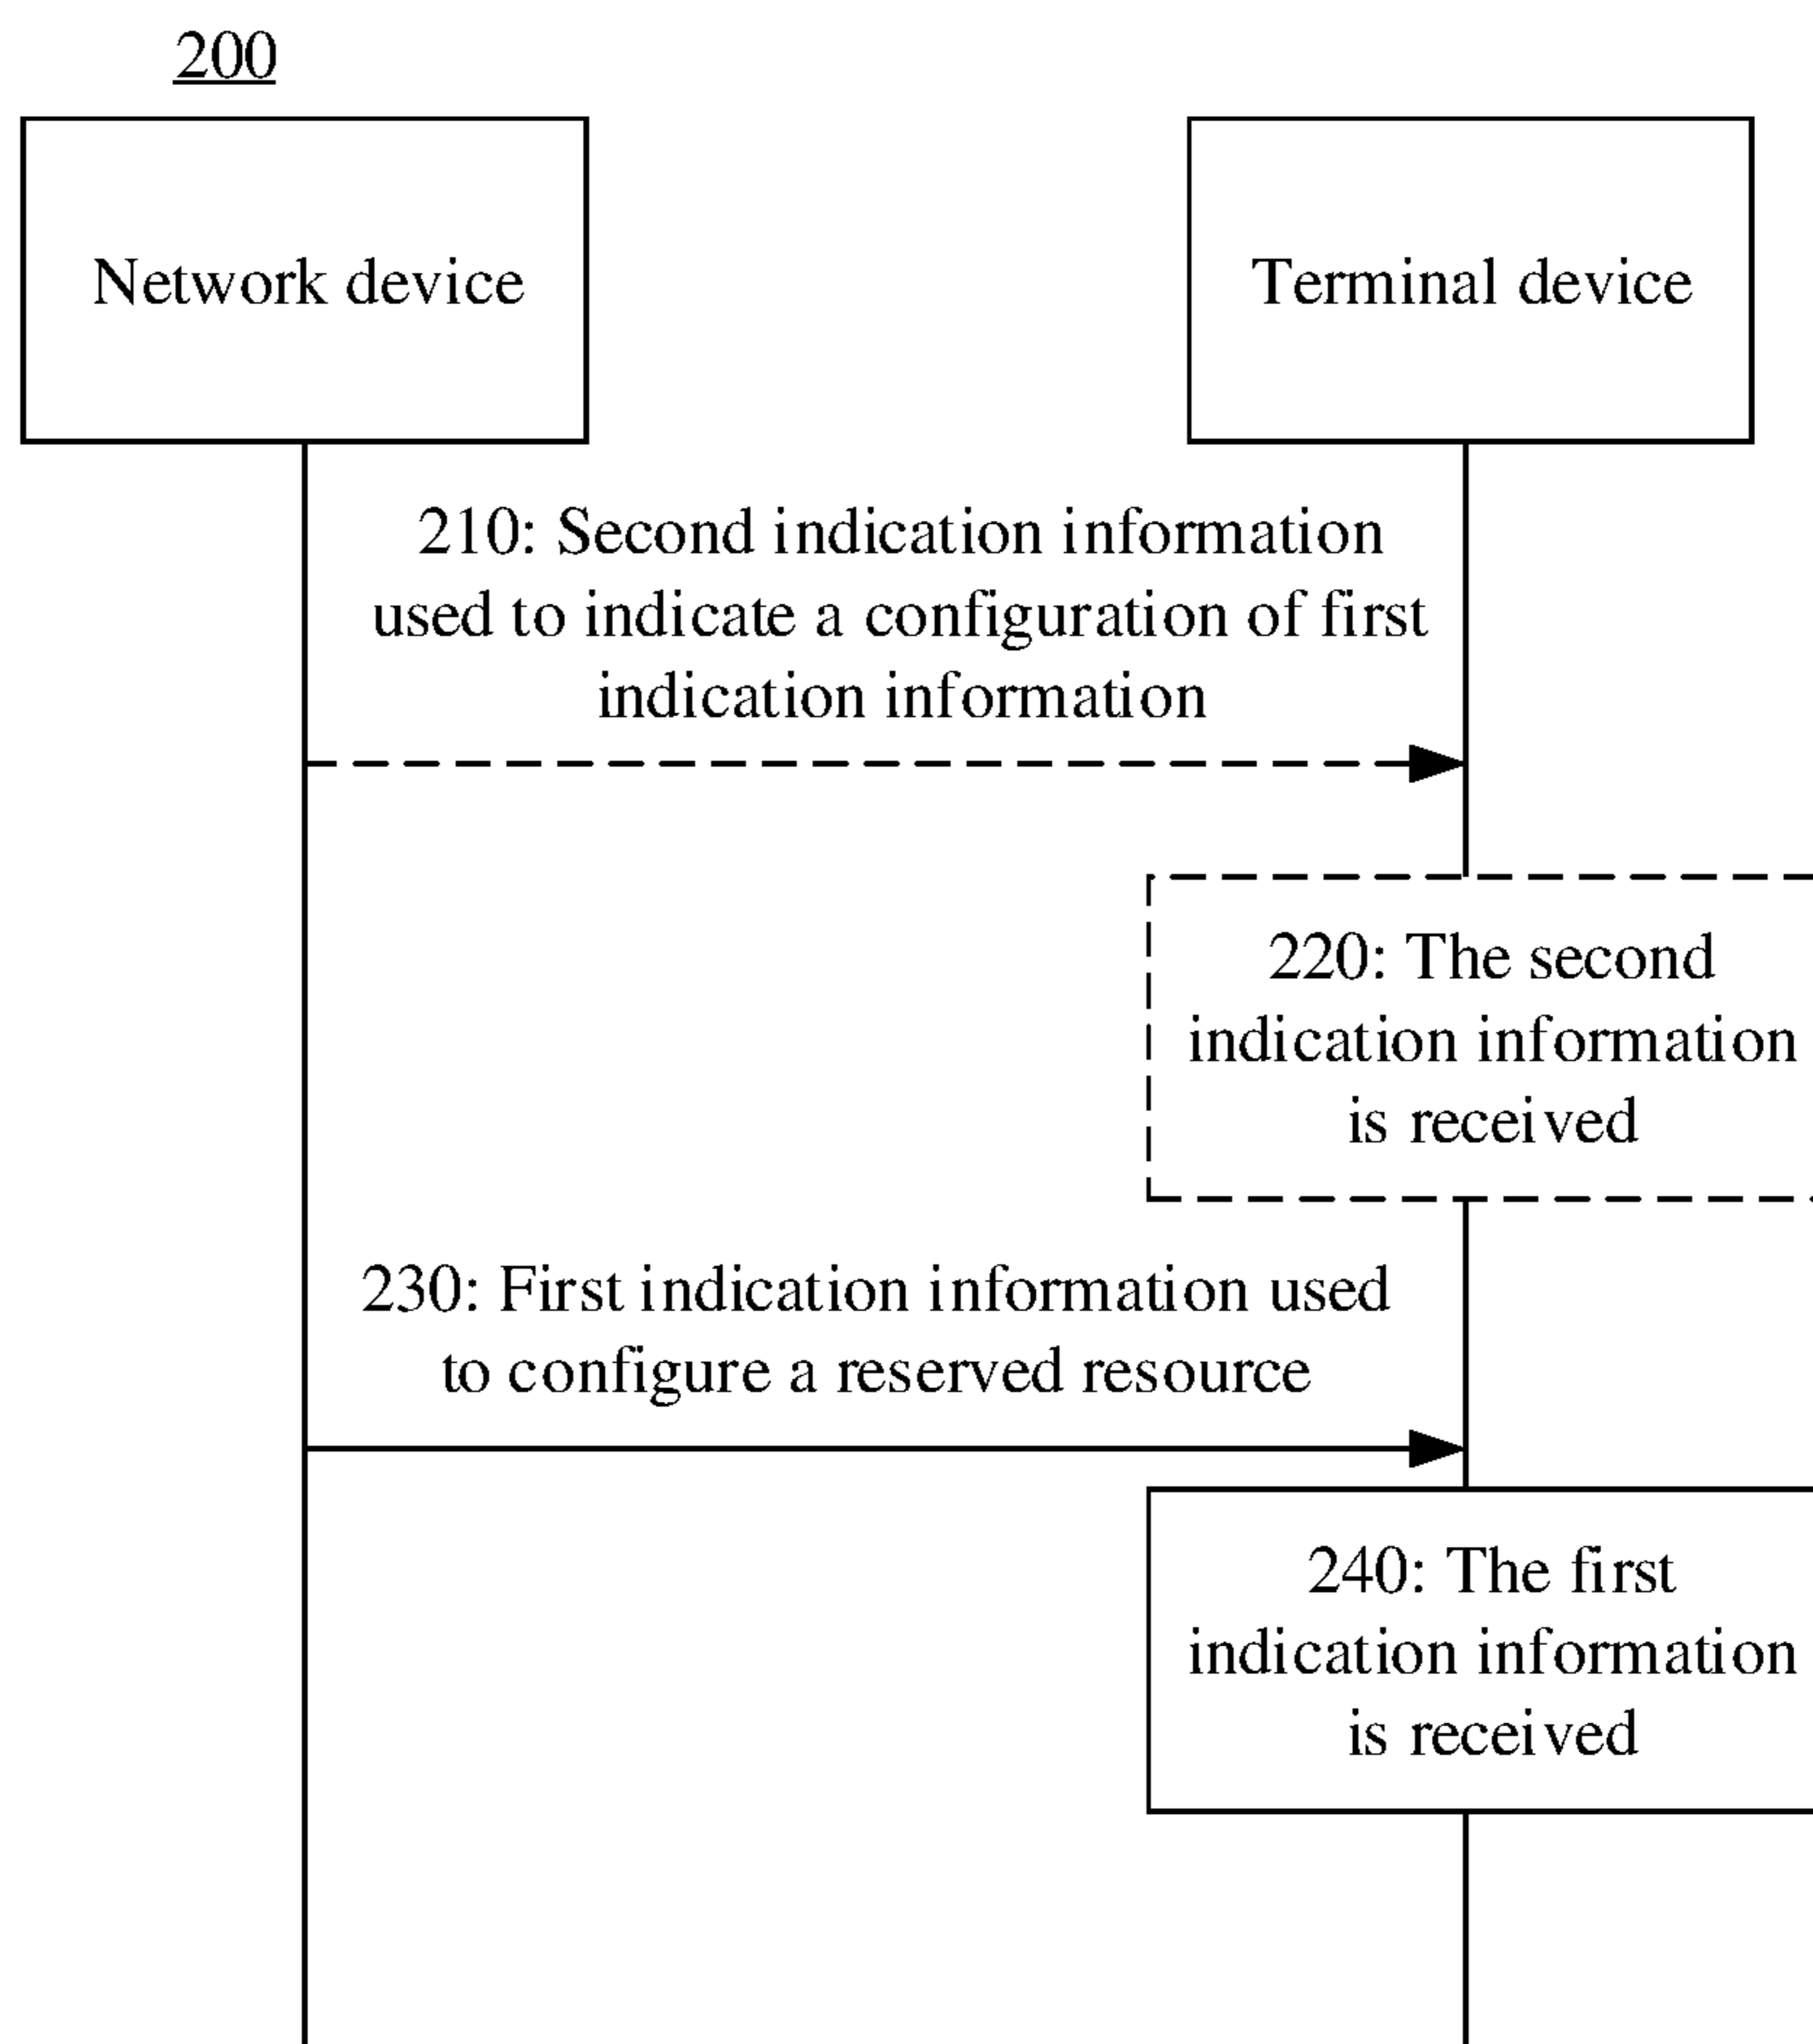 200
Network device
Terminal device
210: Second indication information
used to indicate a configuration of first
indication information
220: The second
indication information
is received
230: First indication information used
to configure a reserved resource
240: The first
indication information
is received